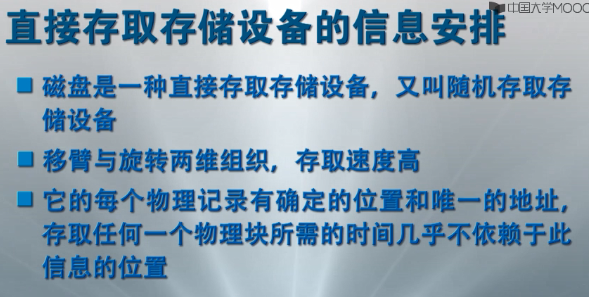 中国大学MOOC
直接存取存储设备的信息安排
磁盘是一种直接存取存储设备，又叫随机存取存
储设备
移臂与旋转两维组织，存取速度高
它的每个物理记录有确定的位置和唯一的地址，
存取任何一个物理块所需的时间几乎不依赖于此
信息的位置